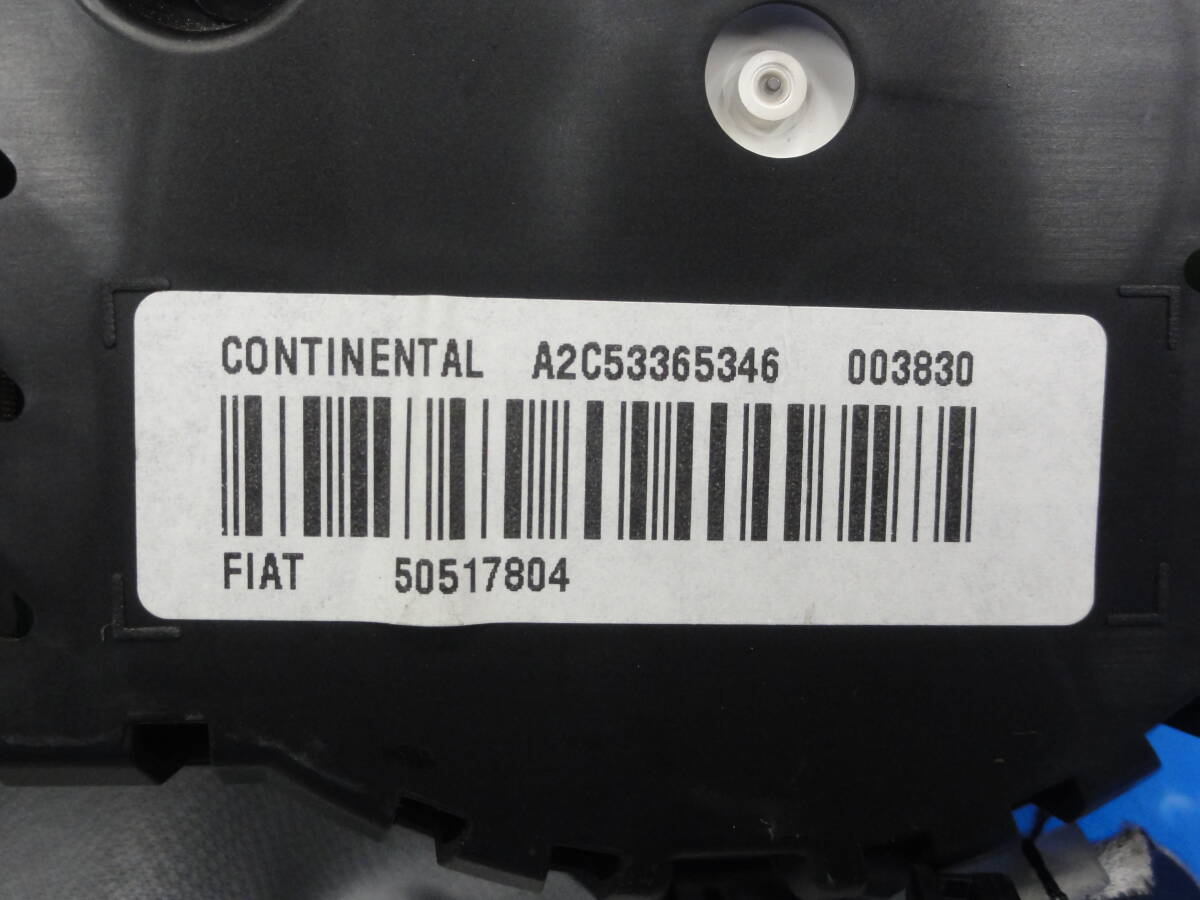 CONTINENTAL A2C53365346 003830
FIAT 50517804